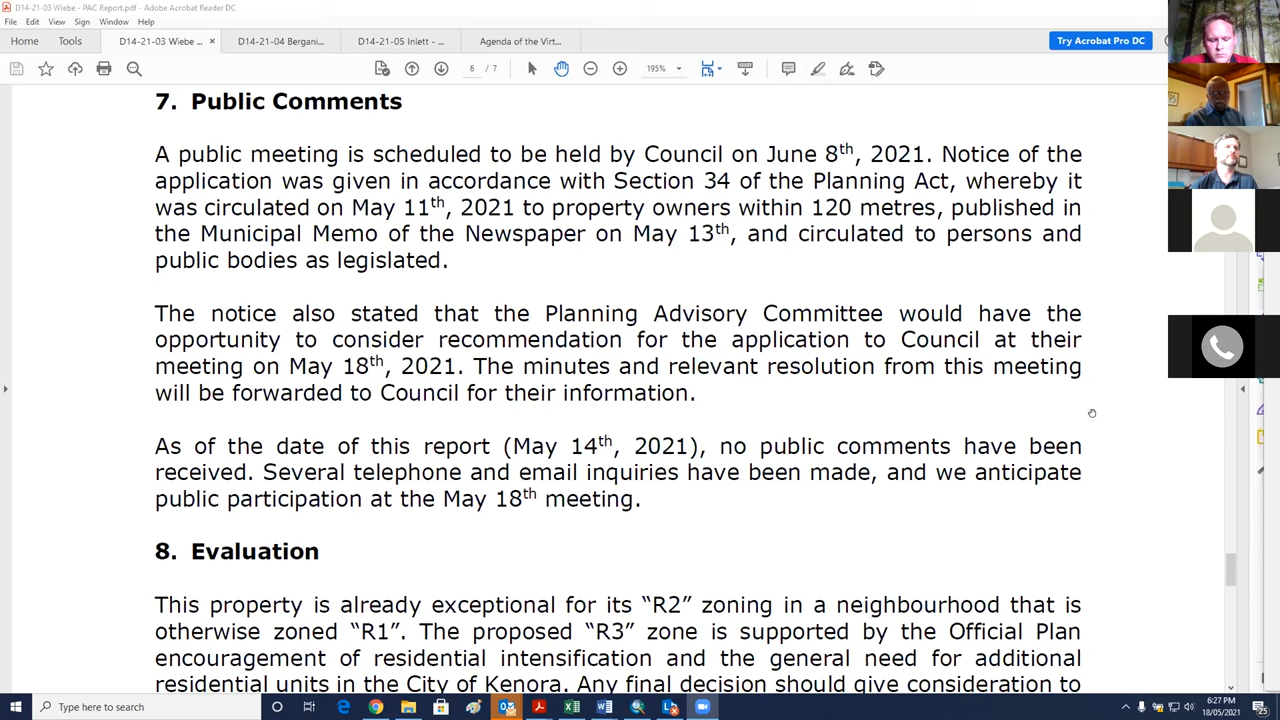 D14-21-03 Wiebe - PAC Report.pdf - Adobe Acrobat Reader DC
File Edit View Sign Window Help
Home Tools D14-21-03 Wiebe ... × D14-21-04 Bergani... D14-21-05 Inlett - ... Agenda of the Virt... Try Acrobat Pro DC
6 / 7 195%
7. Public Comments
A public meeting is scheduled to be held by Council on June 8th, 2021. Notice of the
application was given in accordance with Section 34 of the Planning Act, whereby it
was circulated on May 11th, 2021 to property owners within 120 metres, published in
the Municipal Memo of the Newspaper on May 13th, and circulated to persons and
public bodies as legislated.
The notice also stated that the Planning Advisory Committee would have the
opportunity to consider recommendation for the application to Council at their
meeting on May 18th, 2021. The minutes and relevant resolution from this meeting
will be forwarded to Council for their information.
As of the date of this report (May 14th, 2021), no public comments have been
received. Several telephone and email inquiries have been made, and we anticipate
public participation at the May 18th meeting.
8. Evaluation
This property is already exceptional for its “R2” zoning in a neighbourhood that is
otherwise zoned “R1”. The proposed “R3” zone is supported by the Official Plan
encouragement of residential intensification and the general need for additional
residential units in the City of Kenora. Any final decision should give consideration to
Type here to search
6:27 PM
18/05/2021
25